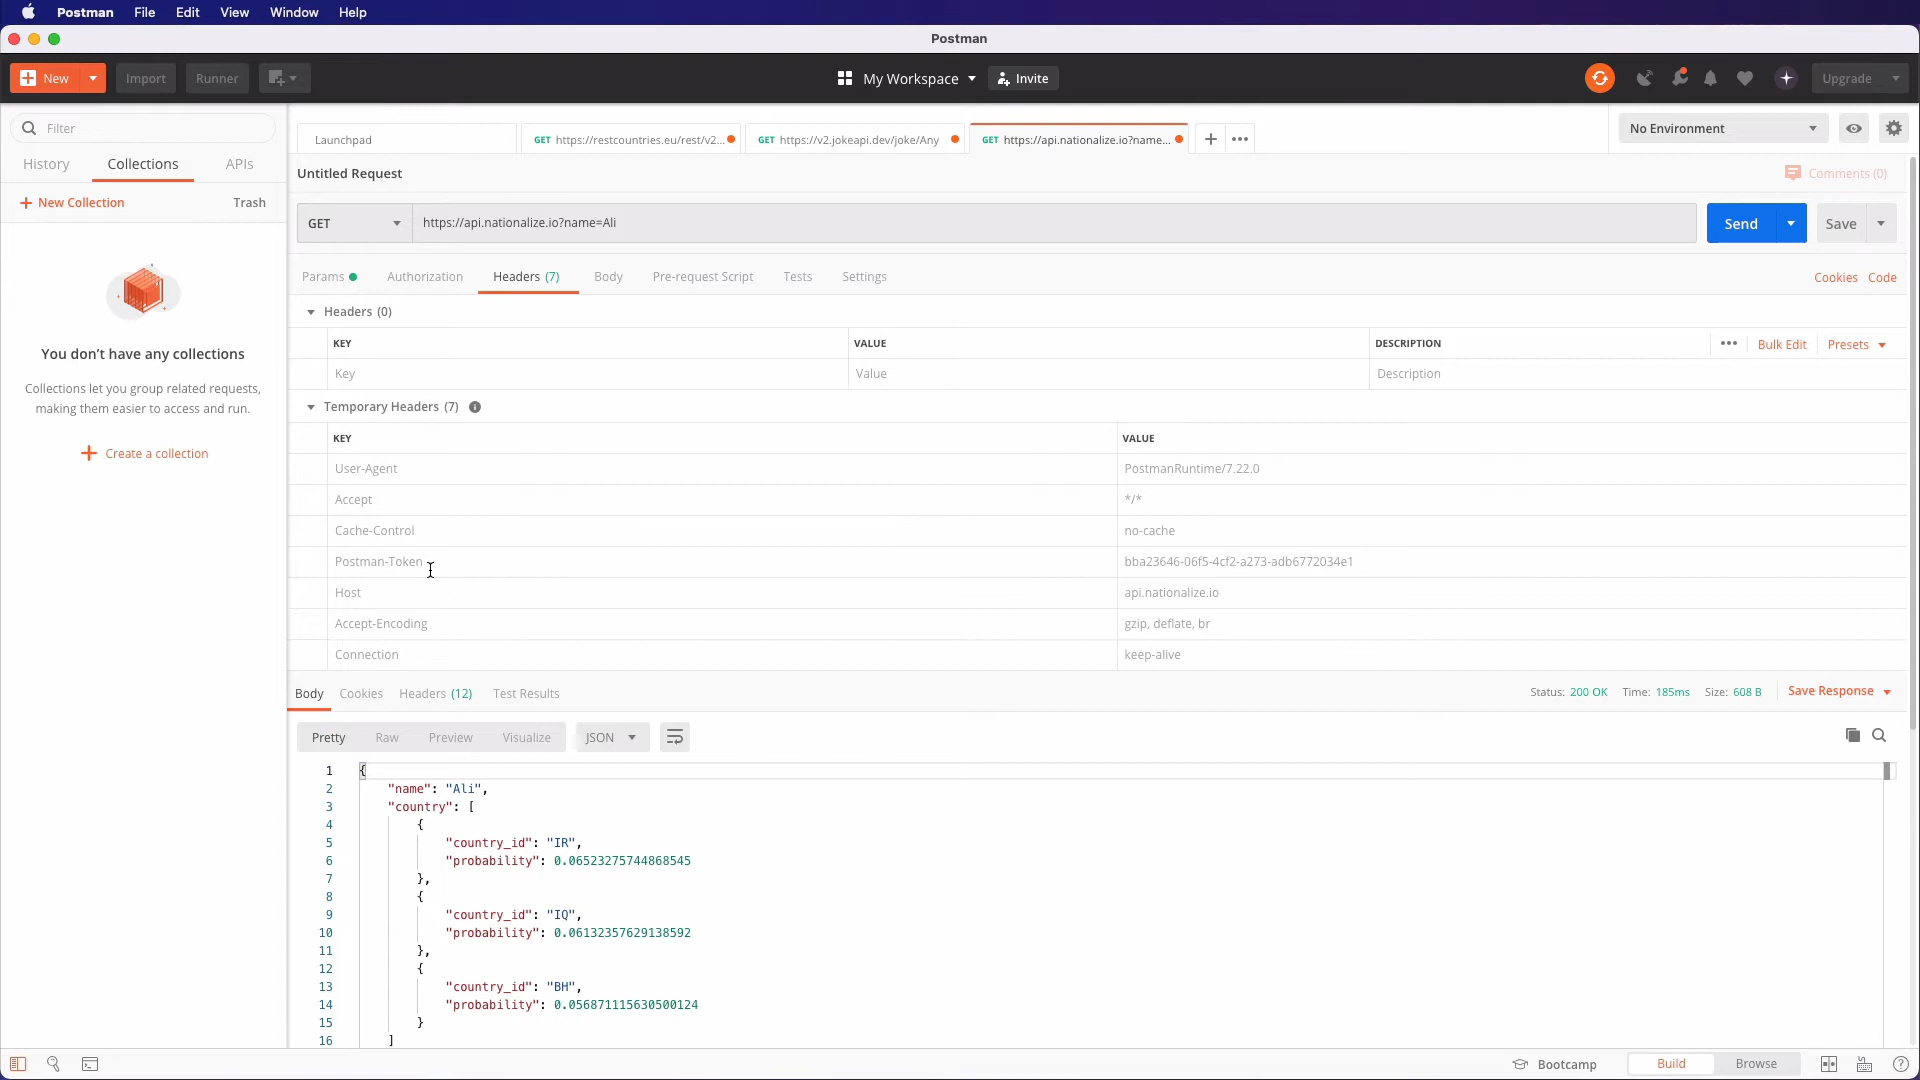 Postman File Edit View Window Help
Postman
New Import Runner My Workspace Invite Upgrade
Filter
History Collections APIs
New Collection Trash
You don't have any collections
Collections let you group related requests,
making them easier to access and run.
Create a collection
Launchpad GET https://restcountries.eu/rest/v2... GET https://v2.jokeapi.dev/joke/Any GET https://api.nationalize.io?name... No Environment
Untitled Request Comments (0)
GET https://api.nationalize.io?name=Ali Send Save
Params Authorization Headers (7) Body Pre-request Script Tests Settings Cookies Code
Headers (0)
KEY VALUE DESCRIPTION Bulk Edit Presets
Key Value Description
Temporary Headers (7)
KEY VALUE
User-Agent PostmanRuntime/7.22.0
Accept */*
Cache-Control no-cache
Postman-Token bba23646-06f5-4cf2-a273-adb6772034e1
Host api.nationalize.io
Accept-Encoding gzip, deflate, br
Connection keep-alive
Body Cookies Headers (12) Test Results Status: 200 OK Time: 185ms Size: 608 B Save Response
Pretty Raw Preview Visualize JSON
1 {
2 "name": "Ali",
3 "country": [
4 {
5 "country_id": "IR",
6 "probability": 0.06523275744868545
7 },
8 {
9 "country_id": "IQ",
10 "probability": 0.06132357629138592
11 },
12 {
13 "country_id": "BH",
14 "probability": 0.056871115630500124
15 }
16 ]
Bootcamp Build Browse